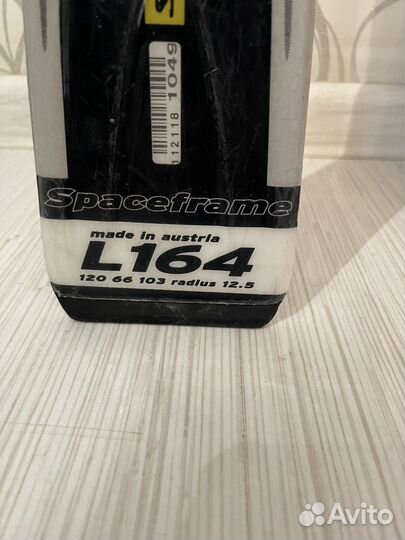 1049
112118
Spaceframe
made in austria
L164
120 66 103 radius 12.5
Avito